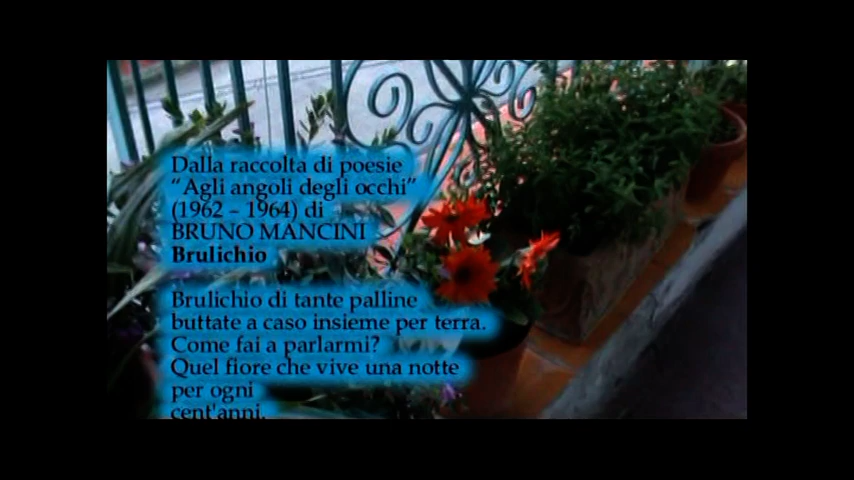 Dalla raccolta di poesie
“Agli angoli degli occhi”
(1962 – 1964) di
BRUNO MANCINI
Brulichio
Brulichio di tante palline
buttate a caso insieme per terra.
Come fai a parlarmi?
Quel fiore che vive una notte
per ogni
cent'anni.